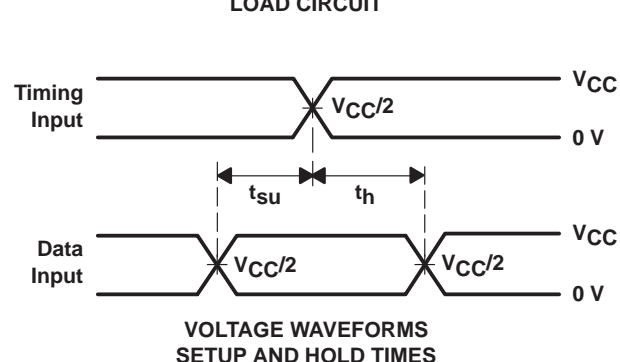 LOAD CIRCUIT
Timing
Input
VCC/2
VCC
0 V
tsu
th
Data
Input
VCC/2
VCC/2
VCC
0 V
VOLTAGE WAVEFORMS
SETUP AND HOLD TIMES